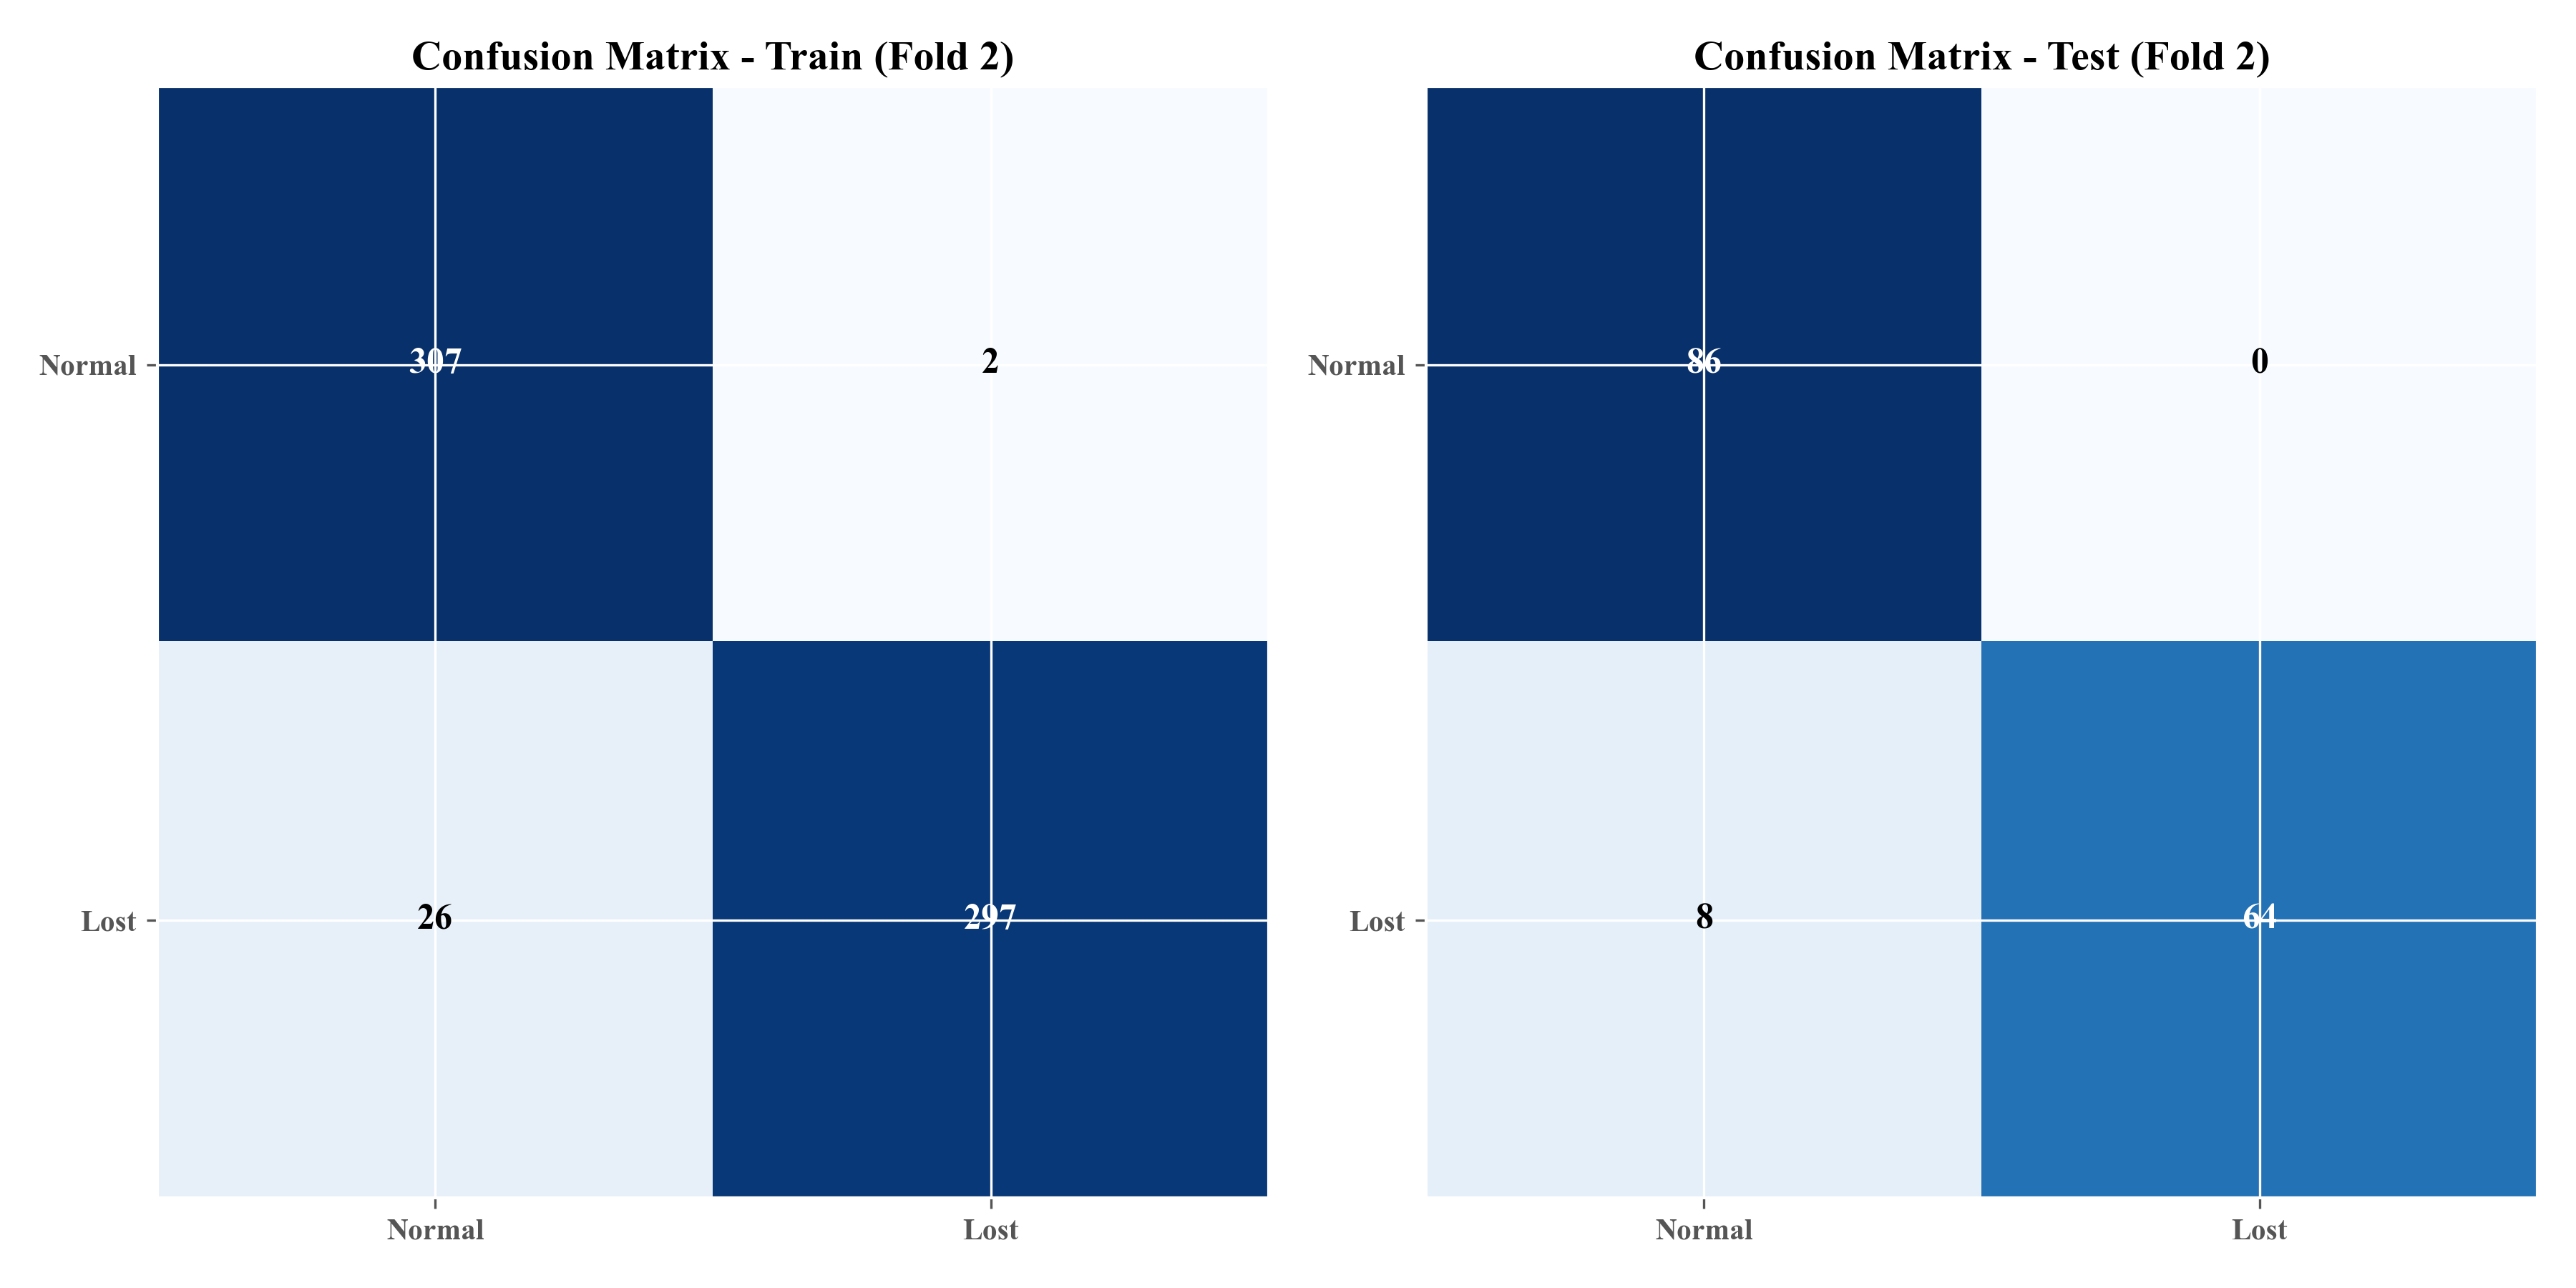 Confusion Matrix - Train (Fold 2)
Normal
307
2
Lost
26
297
Normal
Lost
Confusion Matrix - Test (Fold 2)
Normal
86
0
Lost
8
64
Normal
Lost